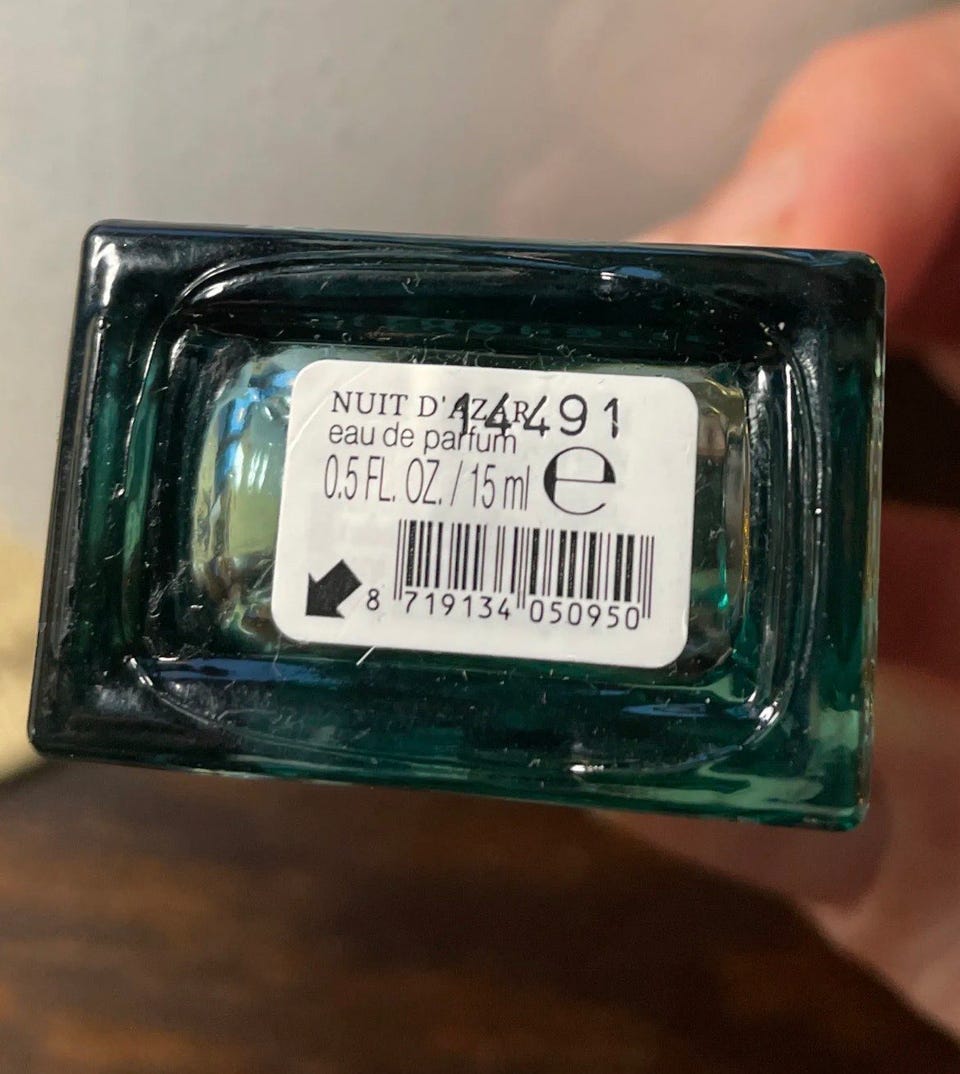 NUIT D'AZAR
14491
eau de parfum
0.5 FL. OZ. / 15 ml ℮
8 719134 050950